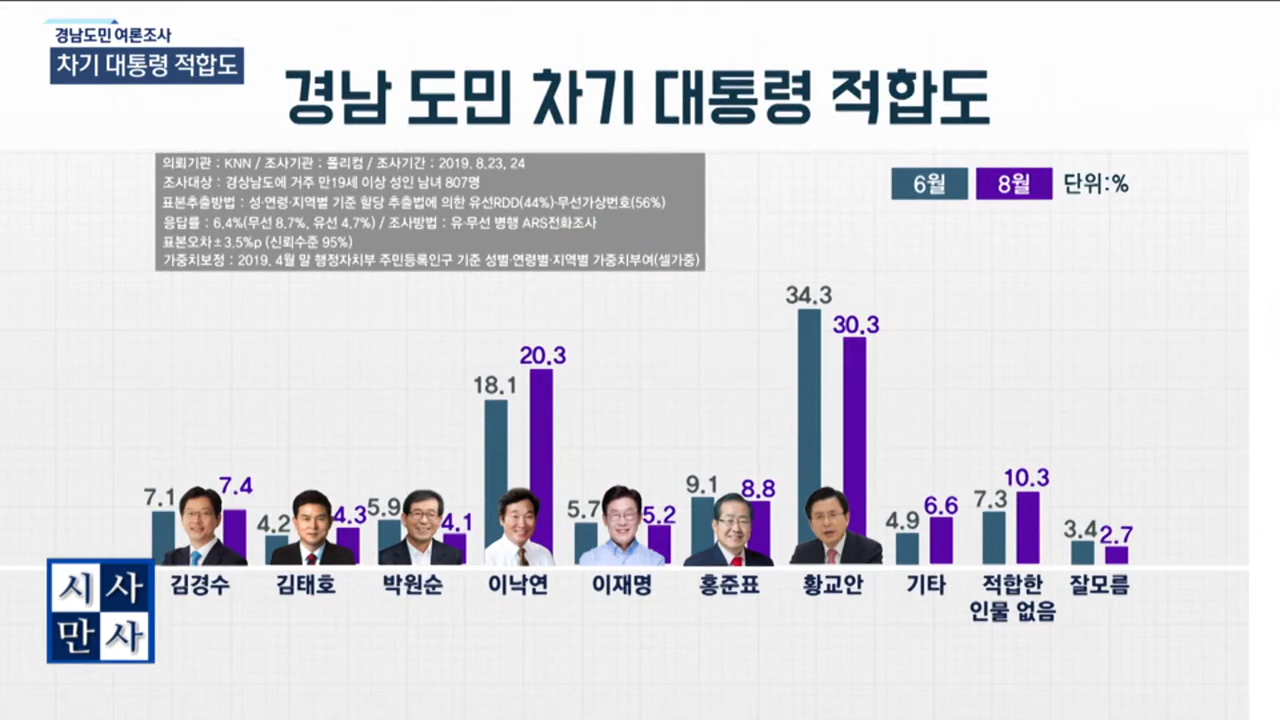 경남도민 여론조사
차기 대통령 적합도
경남 도민 차기 대통령 적합도
의뢰기관 : KNN / 조사기관 : 폴리컴 / 조사기간 : 2019. 8.23, 24
조사대상 : 경상남도에 거주 만19세 이상 성인 남녀 807명
표본추출방법 : 성·연령·지역별 기준 할당 추출법에 의한 유선RDD(44%)·무선가상번호(56%)
응답률 : 6.4%(무선 8.7%, 유선 4.7%) / 조사방법 : 유·무선 병행 ARS전화조사
표본오차±3.5%p (신뢰수준 95%)
가중치보정 : 2019. 4월 말 행정자치부 주민등록인구 기준 성별·연령별·지역별 가중치부여(셀가중)
6월 8월 단위:%
7.1 7.4 4.2 4.3 5.9 4.1 18.1 20.3 5.7 5.2 9.1 8.8 34.3 30.3 4.9 6.6 7.3 10.3 3.4 2.7
김경수 김태호 박원순 이낙연 이재명 홍준표 황교안 기타 적합한 잘모름
인물 없음
시사
만사